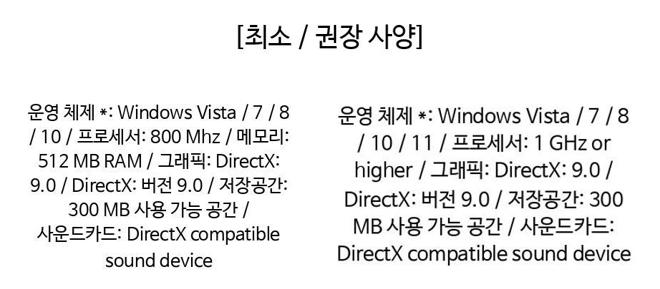 [최소 / 권장 사양]
운영 체제 *: Windows Vista / 7 / 8
/ 10 / 프로세서: 800 Mhz / 메모리:
512 MB RAM / 그래픽: DirectX:
9.0 / DirectX: 버전 9.0 / 저장공간:
300 MB 사용 가능 공간 /
사운드카드: DirectX compatible
sound device
운영 체제 *: Windows Vista / 7 / 8
/ 10 / 11 / 프로세서: 1 GHz or
higher / 그래픽: DirectX: 9.0 /
DirectX: 버전 9.0 / 저장공간: 300
MB 사용 가능 공간 / 사운드카드:
DirectX compatible sound device